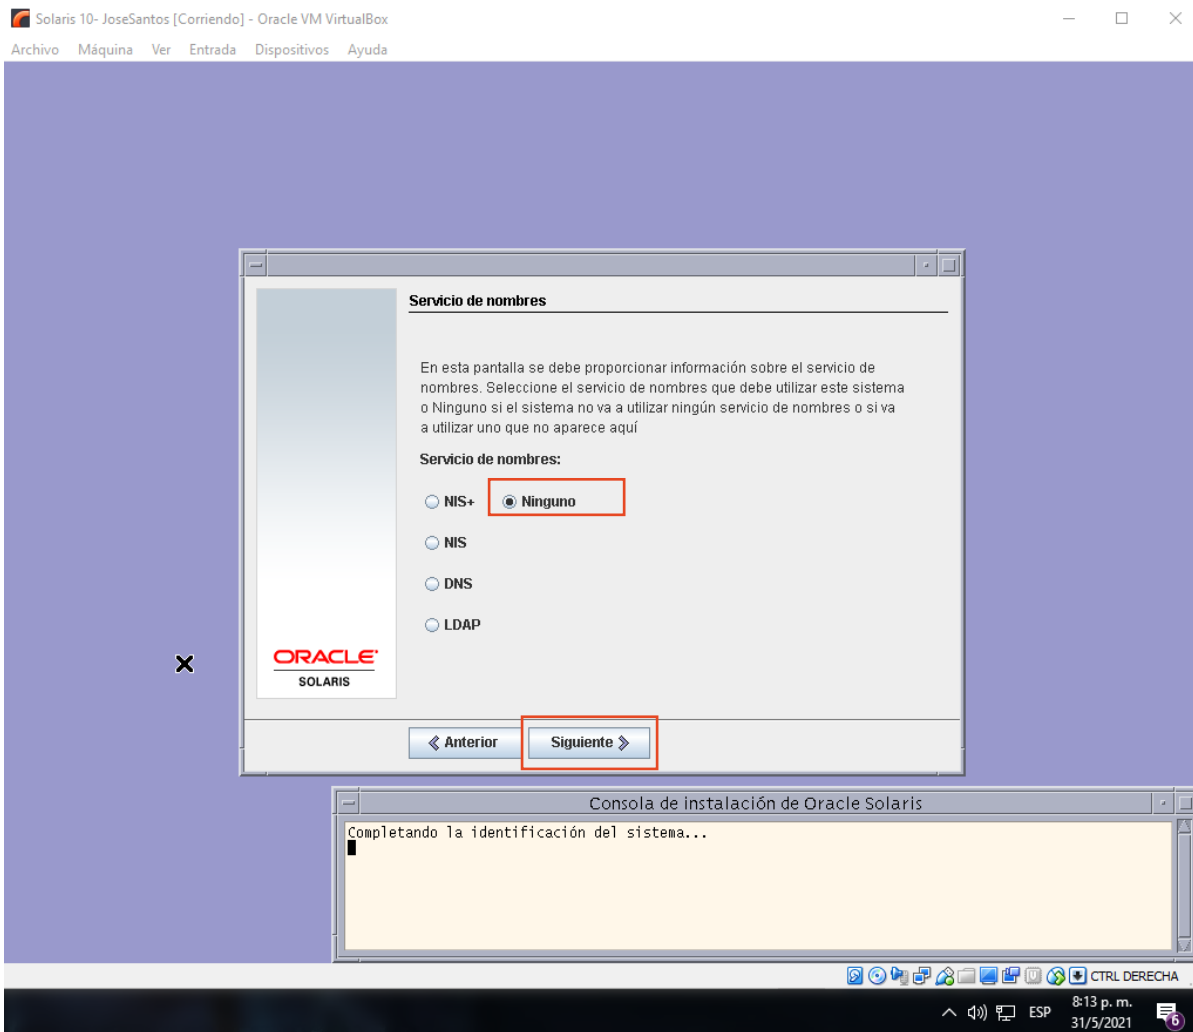 Solaris 10- JoseSantos [Corriendo] - Oracle VM VirtualBox
Archivo Máquina Ver Entrada Dispositivos Ayuda
Servicio de nombres
En esta pantalla se debe proporcionar información sobre el servicio de
nombres. Seleccione el servicio de nombres que debe utilizar este sistema
o Ninguno si el sistema no va a utilizar ningún servicio de nombres o si va
a utilizar uno que no aparece aquí
Servicio de nombres:
NIS+ Ninguno
NIS
DNS
LDAP
ORACLE
SOLARIS
Anterior Siguiente
Consola de instalación de Oracle Solaris
Completando la identificación del sistema...
CTRL DERECHA
ESP
8:13 p. m.
31/5/2021
6